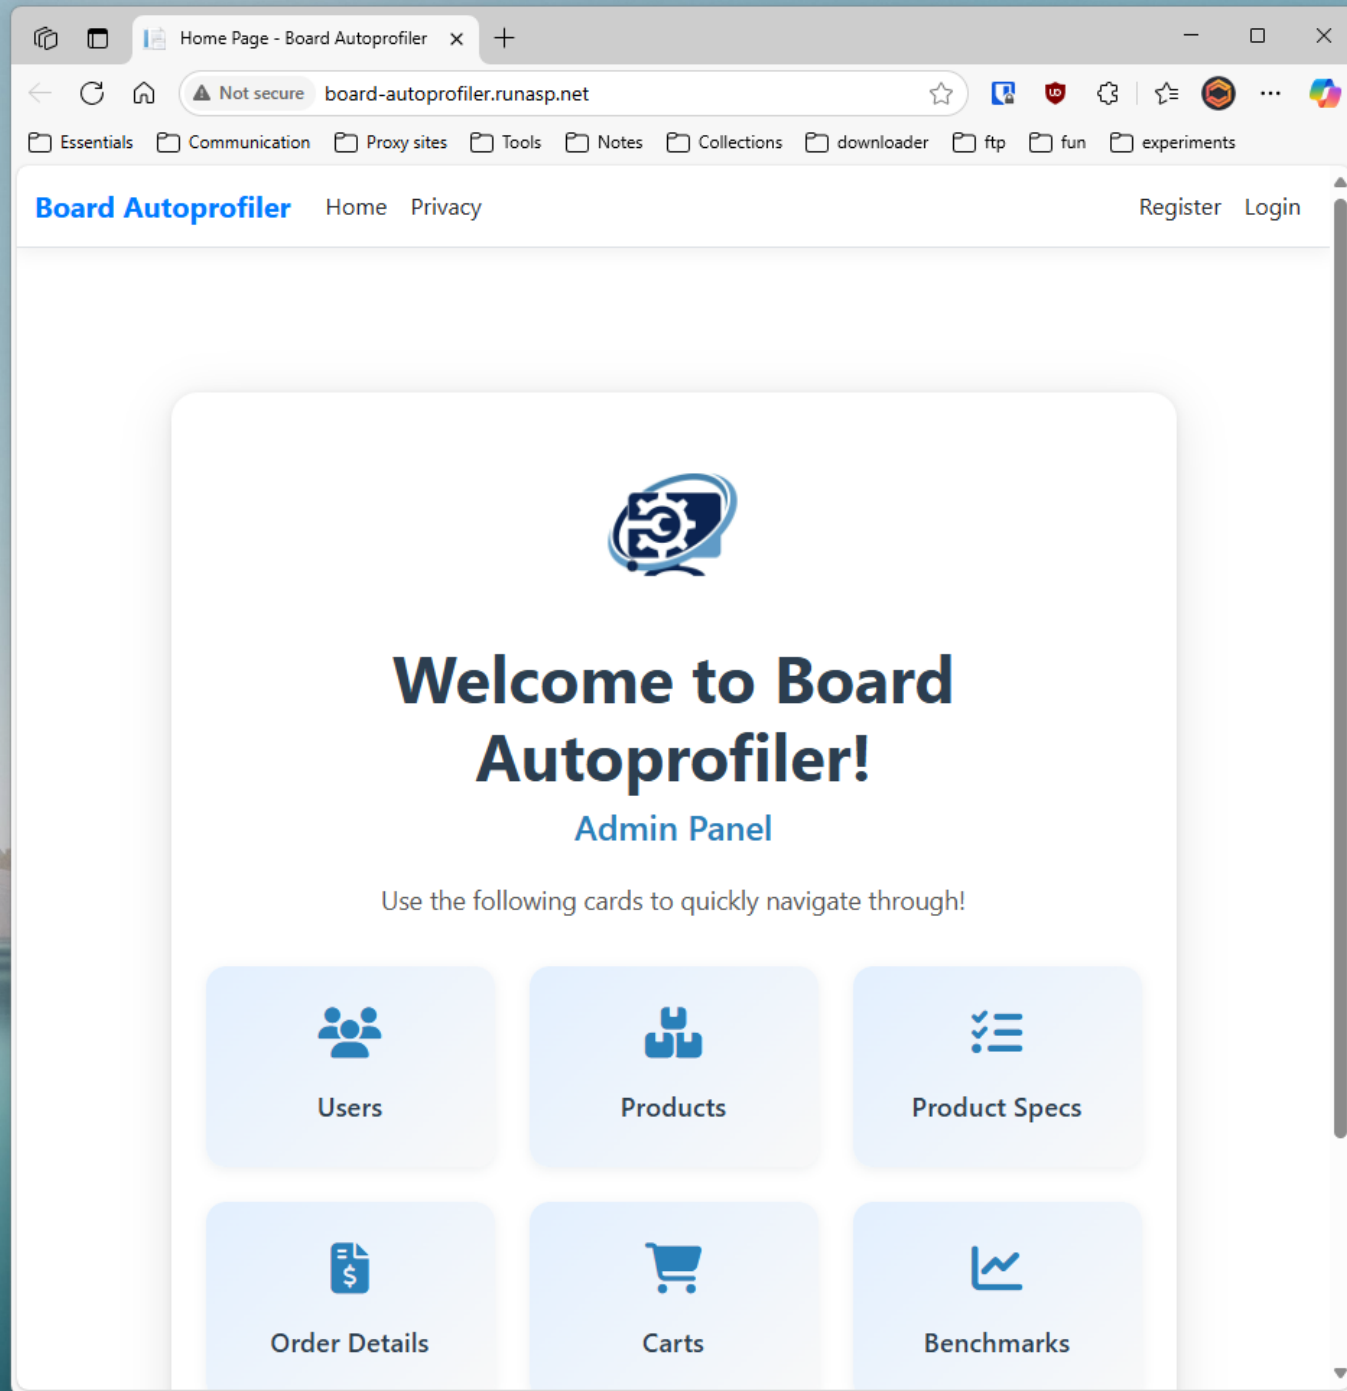 Home Page - Board Autoprofiler
Not secure board-autoprofiler.runasp.net
Essentials Communication Proxy sites Tools Notes Collections downloader ftp fun experiments
Board Autoprofiler Home Privacy Register Login
Welcome to Board
Autoprofiler!
Admin Panel
Use the following cards to quickly navigate through!
Users Products Product Specs
Order Details Carts Benchmarks